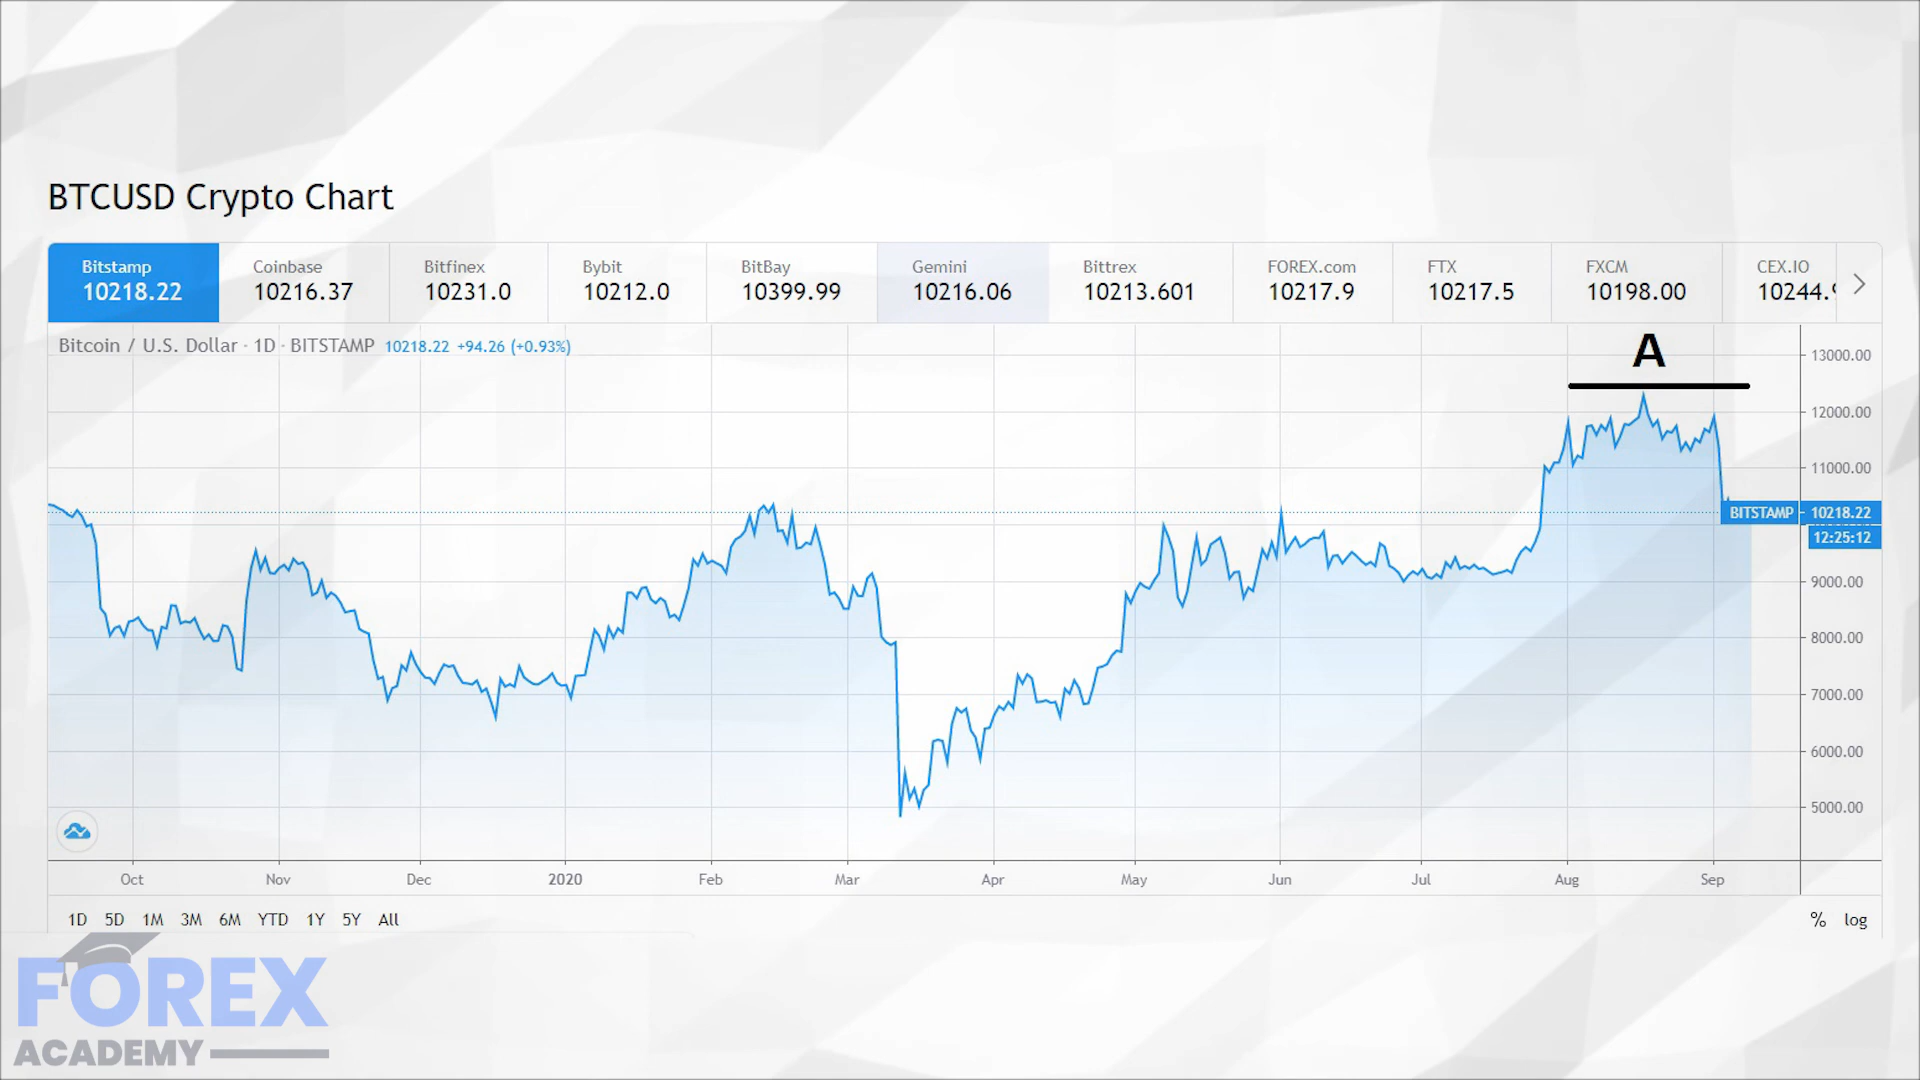 BTCUSD Crypto Chart
Bitstamp Coinbase Bitfinex Bybit BitBay Gemini Bittrex FOREX.com FTX FXCM CEX.IO
10218.22 10216.37 10231.0 10212.0 10399.99 10216.06 10213.601 10217.9 10217.5 10198.00 10244.9
Bitcoin / U.S. Dollar · 1D · BITSTAMP 10218.22 +94.26 (+0.93%)
A
13000.00
12000.00
11000.00
BITSTAMP 10218.22
12:25:12
9000.00
8000.00
7000.00
6000.00
5000.00
Oct Nov Dec 2020 Feb Mar Apr May Jun Jul Aug Sep
1D 5D 1M 3M 6M YTD 1Y 5Y All % log
FOREX
ACADEMY